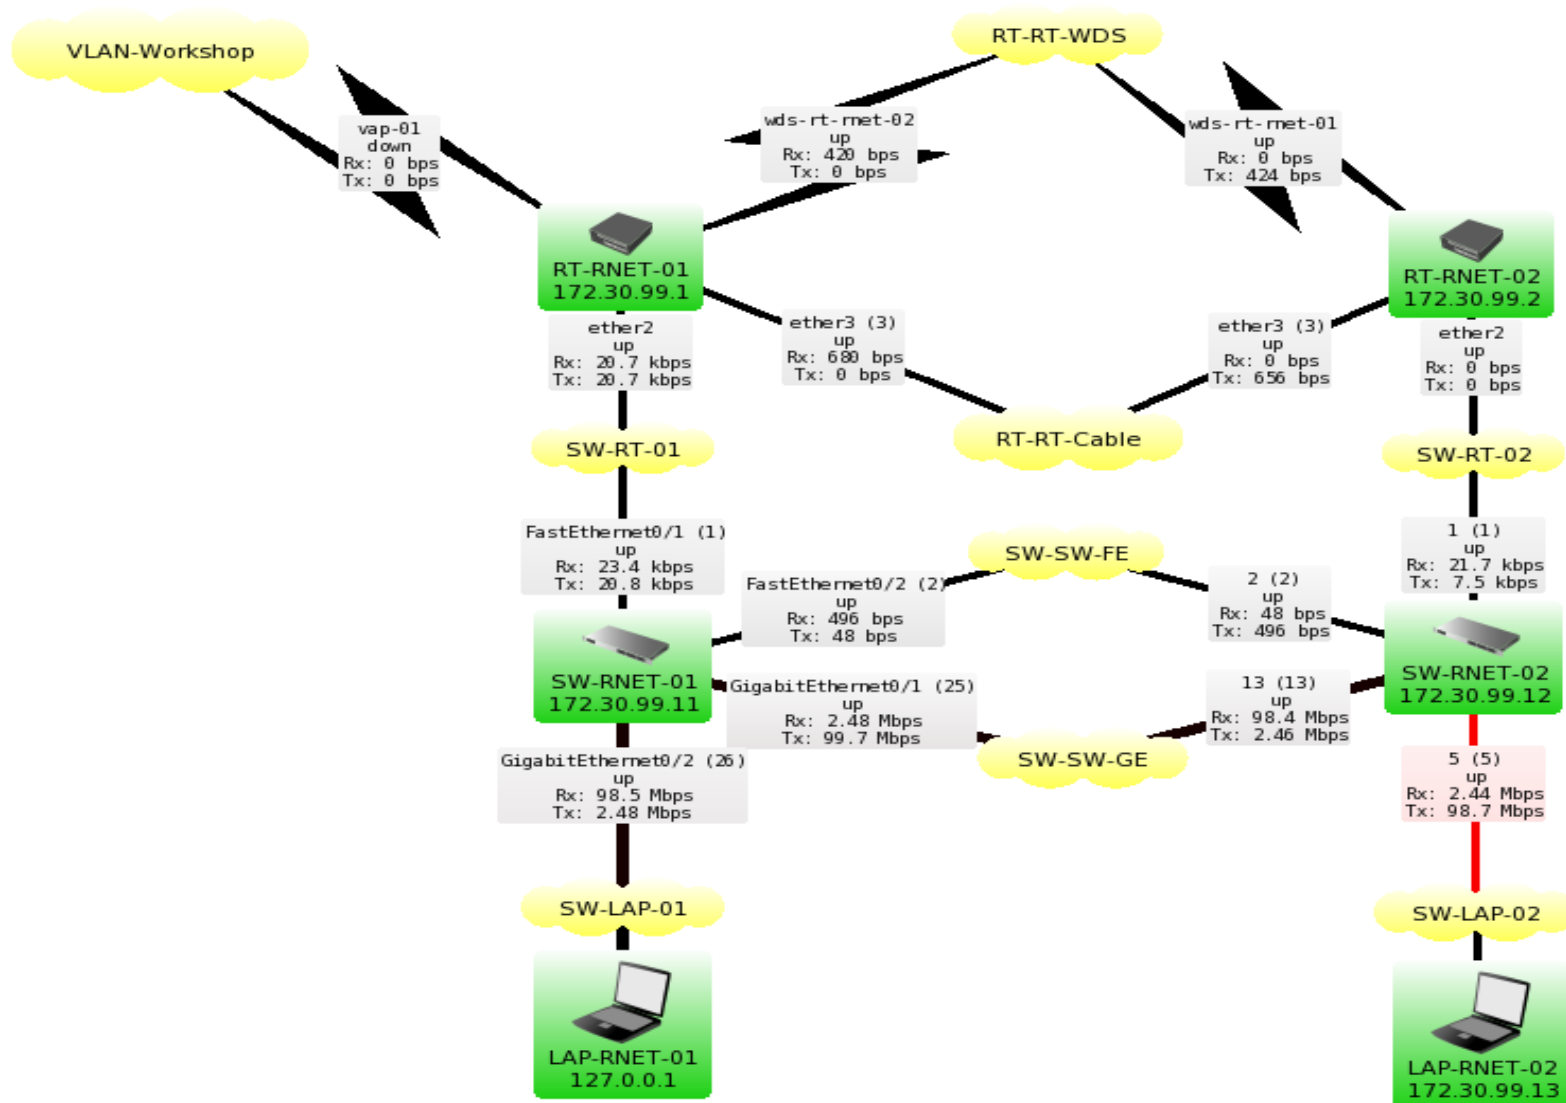 VLAN-Workshop
RT-RT-WDS
vap-01
down
Rx: 0 bps
Tx: 0 bps
wds-rt-rnet-02
up
Rx: 420 bps
Tx: 0 bps
wds-rt-rnet-01
up
Rx: 0 bps
Tx: 424 bps
RT-RNET-01
172.30.99.1
RT-RNET-02
172.30.99.2
ether2
up
Rx: 20.7 kbps
Tx: 20.7 kbps
ether3 (3)
up
Rx: 680 bps
Tx: 0 bps
ether3 (3)
up
Rx: 0 bps
Tx: 656 bps
ether2
up
Rx: 0 bps
Tx: 0 bps
SW-RT-01
RT-RT-Cable
SW-RT-02
FastEthernet0/1 (1)
up
Rx: 23.4 kbps
Tx: 20.8 kbps
SW-SW-FE
1 (1)
up
Rx: 21.7 kbps
Tx: 7.5 kbps
FastEthernet0/2 (2)
up
Rx: 496 bps
Tx: 48 bps
2 (2)
up
Rx: 48 bps
Tx: 496 bps
SW-RNET-01
172.30.99.11
GigabitEthernet0/1 (25)
up
Rx: 2.48 Mbps
Tx: 99.7 Mbps
13 (13)
up
Rx: 98.4 Mbps
Tx: 2.46 Mbps
SW-RNET-02
172.30.99.12
GigabitEthernet0/2 (26)
up
Rx: 98.5 Mbps
Tx: 2.48 Mbps
SW-SW-GE
5 (5)
up
Rx: 2.44 Mbps
Tx: 98.7 Mbps
SW-LAP-01
SW-LAP-02
LAP-RNET-01
127.0.0.1
LAP-RNET-02
172.30.99.13